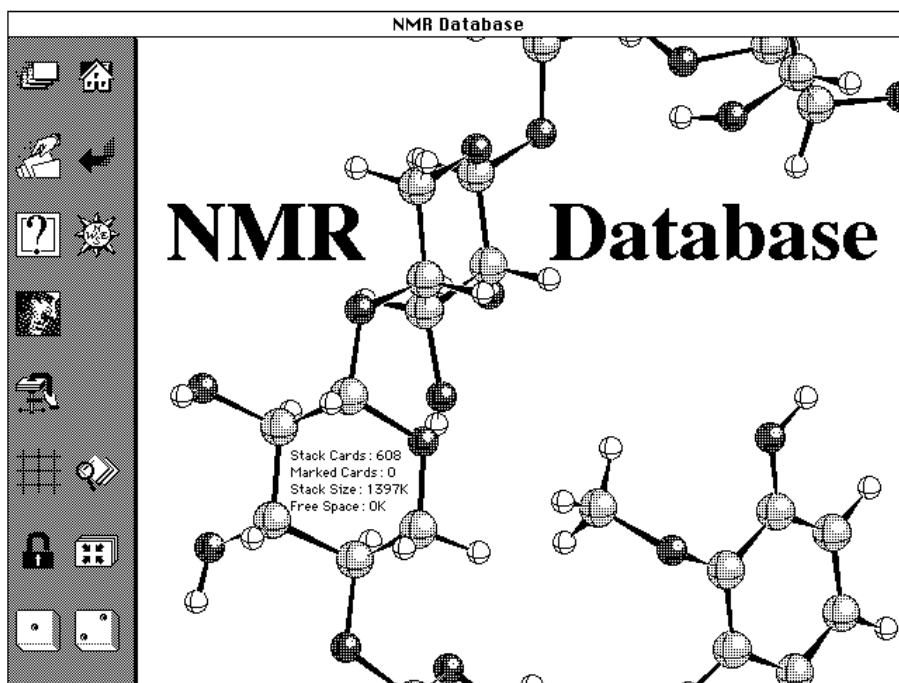 NMR Database
NMR Database
Stack Cards : 608
Marked Cards : 0
Stack Size : 1397K
Free Space : 0K